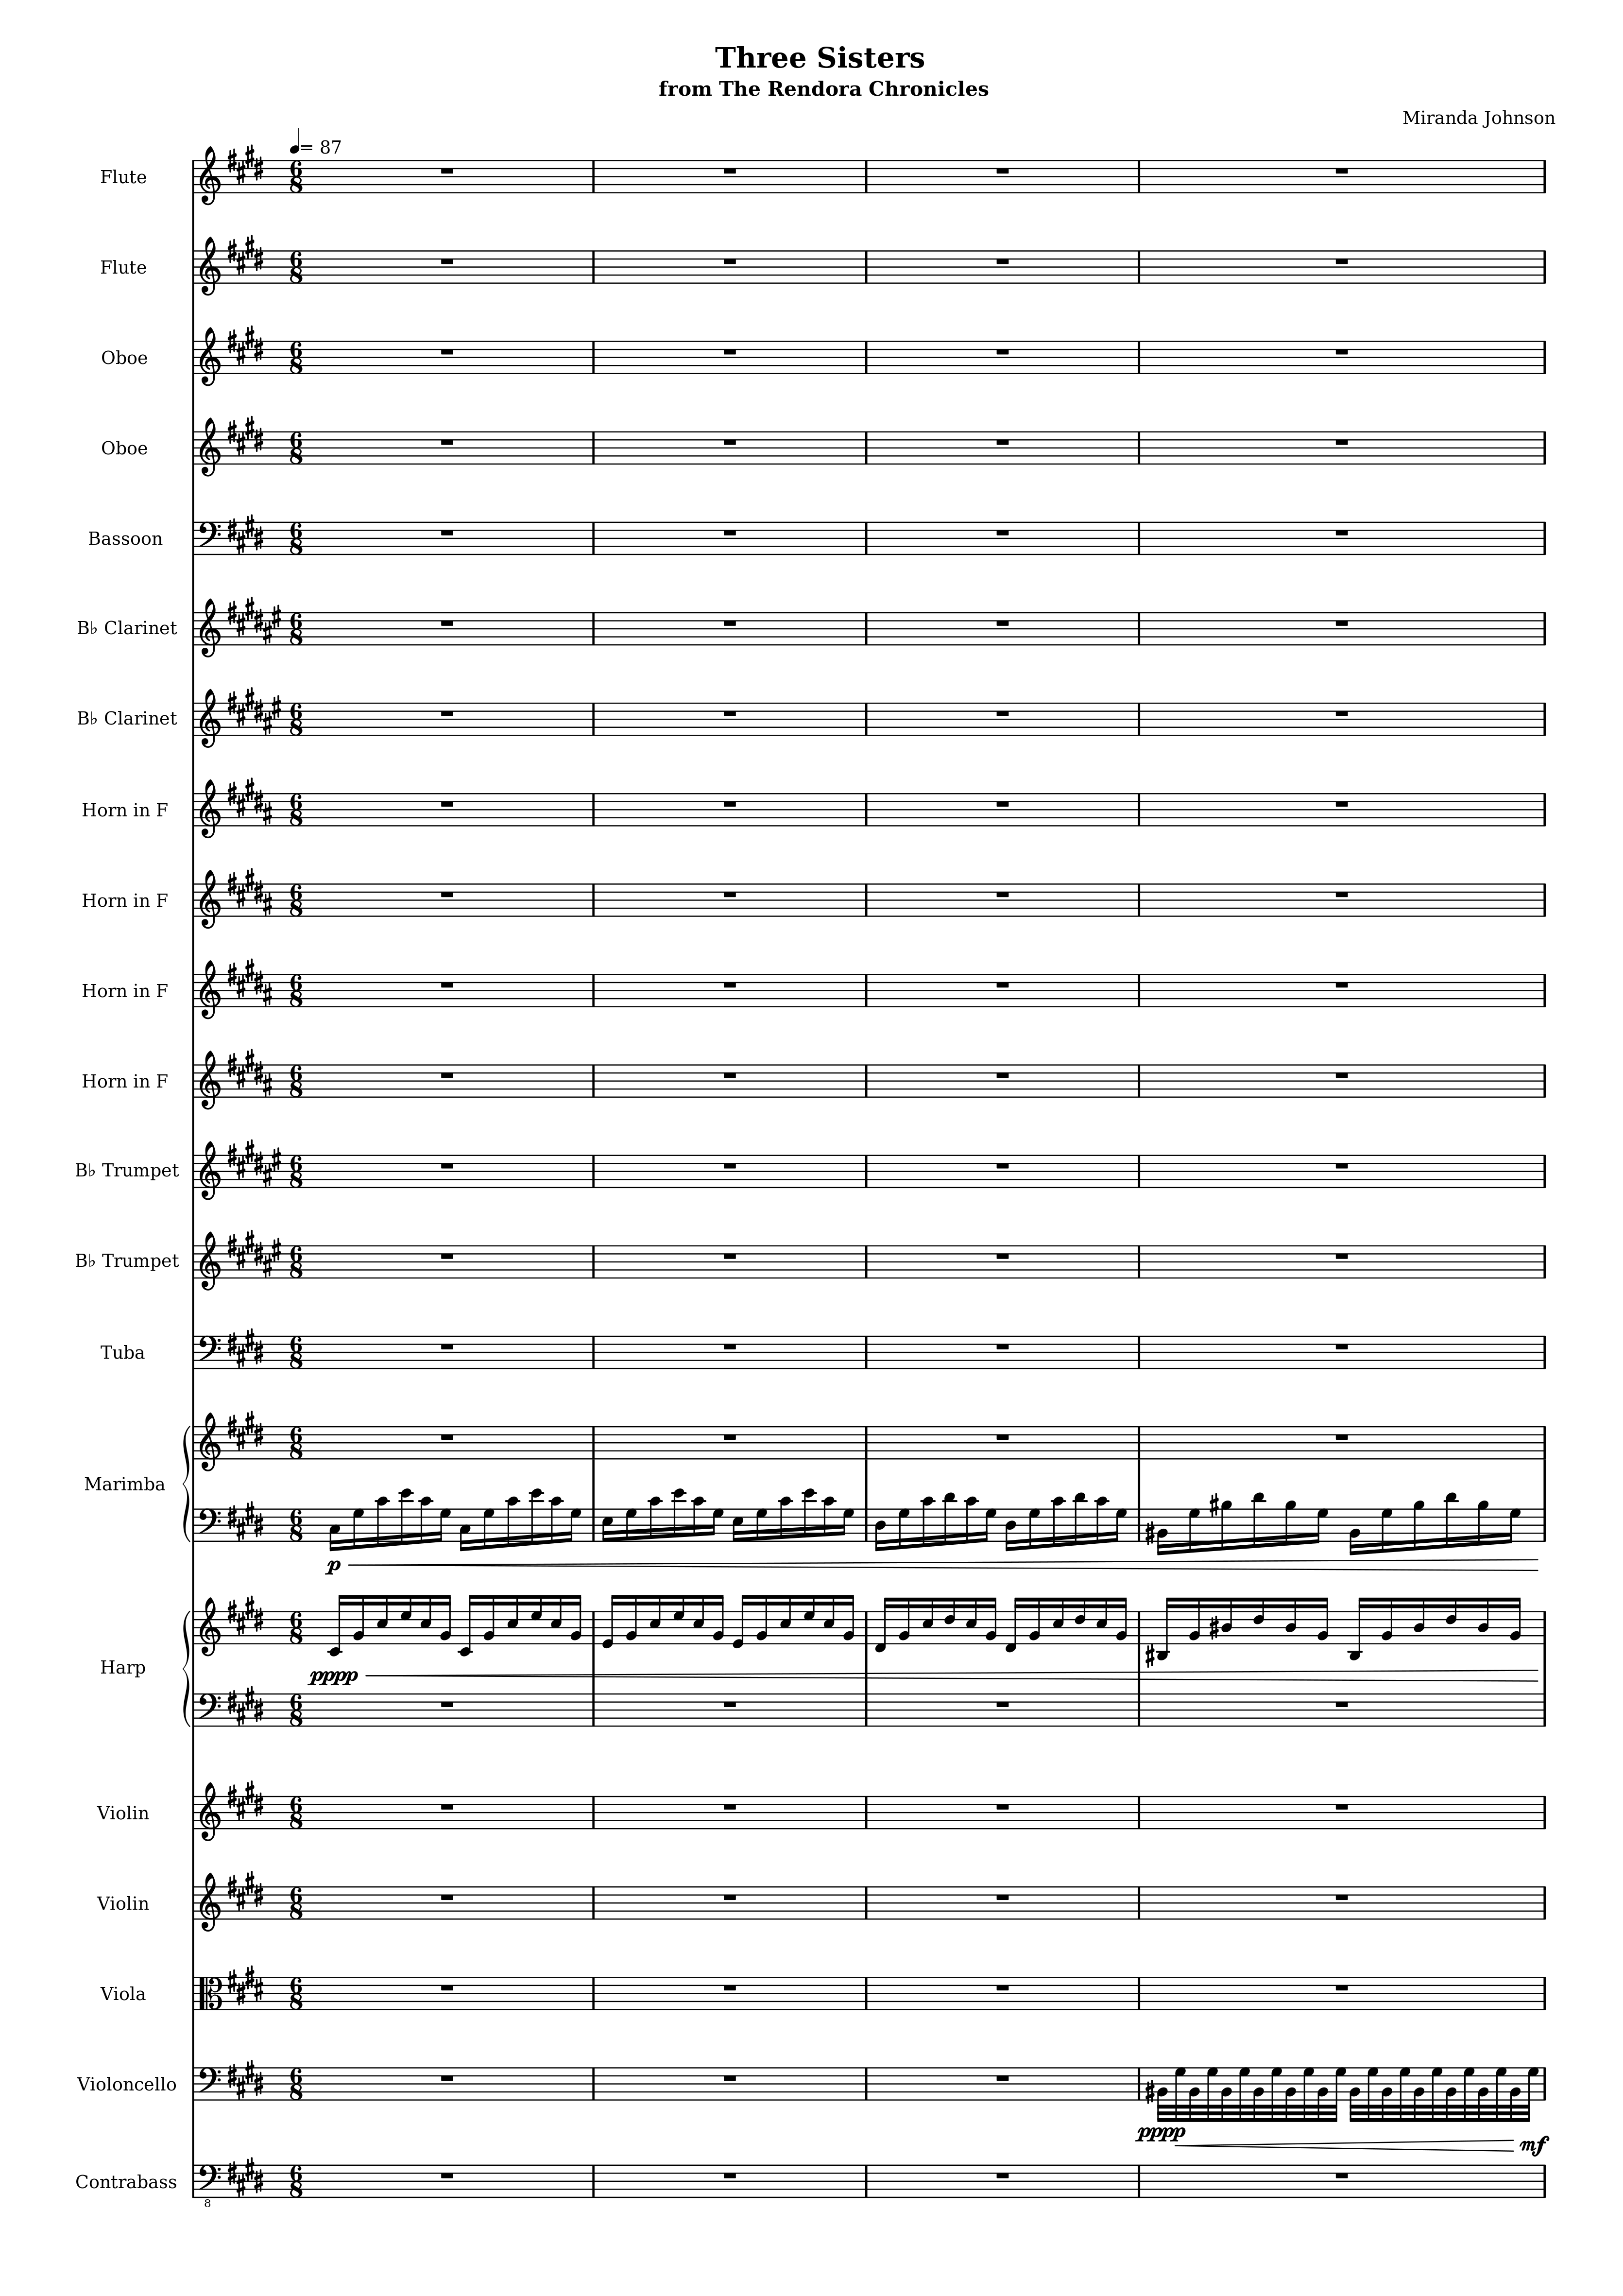 Three Sisters
from The Rendora Chronicles
Miranda Johnson
= 87
Flute
Flute
Oboe
Oboe
Bassoon
B♭ Clarinet
B♭ Clarinet
Horn in F
Horn in F
Horn in F
Horn in F
B♭ Trumpet
B♭ Trumpet
Tuba
Marimba
p
Harp
pppp
Violin
Violin
Viola
Violoncello
pppp mf
Contrabass
8